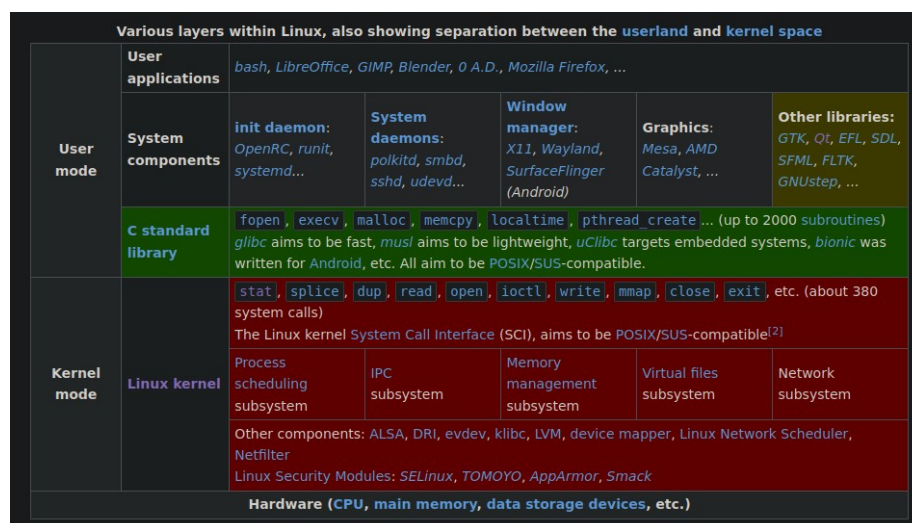 Various layers within Linux, also showing separation between the userland and kernel space
User mode
User applications
bash, LibreOffice, GIMP, Blender, 0 A.D., Mozilla Firefox, ...
System components
init daemon:
OpenRC, runit,
systemd...
System
daemons:
polkitd, smbd,
sshd, udevd...
Window
manager:
X11, Wayland,
SurfaceFlinger
(Android)
Graphics:
Mesa, AMD
Catalyst, ...
Other libraries:
GTK, Qt, EFL, SDL,
SFML, FLTK,
GNUstep, ...
C standard
library
fopen, execv, malloc, memcpy, localtime, pthread_create... (up to 2000 subroutines)
glibc aims to be fast, musl aims to be lightweight, uClibc targets embedded systems, bionic was
written for Android, etc. All aim to be POSIX/SUS-compatible.
Kernel
mode
Linux kernel
stat, splice, dup, read, open, ioctl, write, mmap, close, exit, etc. (about 380
system calls)
The Linux kernel System Call Interface (SCI), aims to be POSIX/SUS-compatible[2]
Process
scheduling
subsystem
IPC
subsystem
Memory
management
subsystem
Virtual files
subsystem
Network
subsystem
Other components: ALSA, DRI, evdev, klibc, LVM, device mapper, Linux Network Scheduler,
Netfilter
Linux Security Modules: SELinux, TOMOYO, AppArmor, Smack
Hardware (CPU, main memory, data storage devices, etc.)